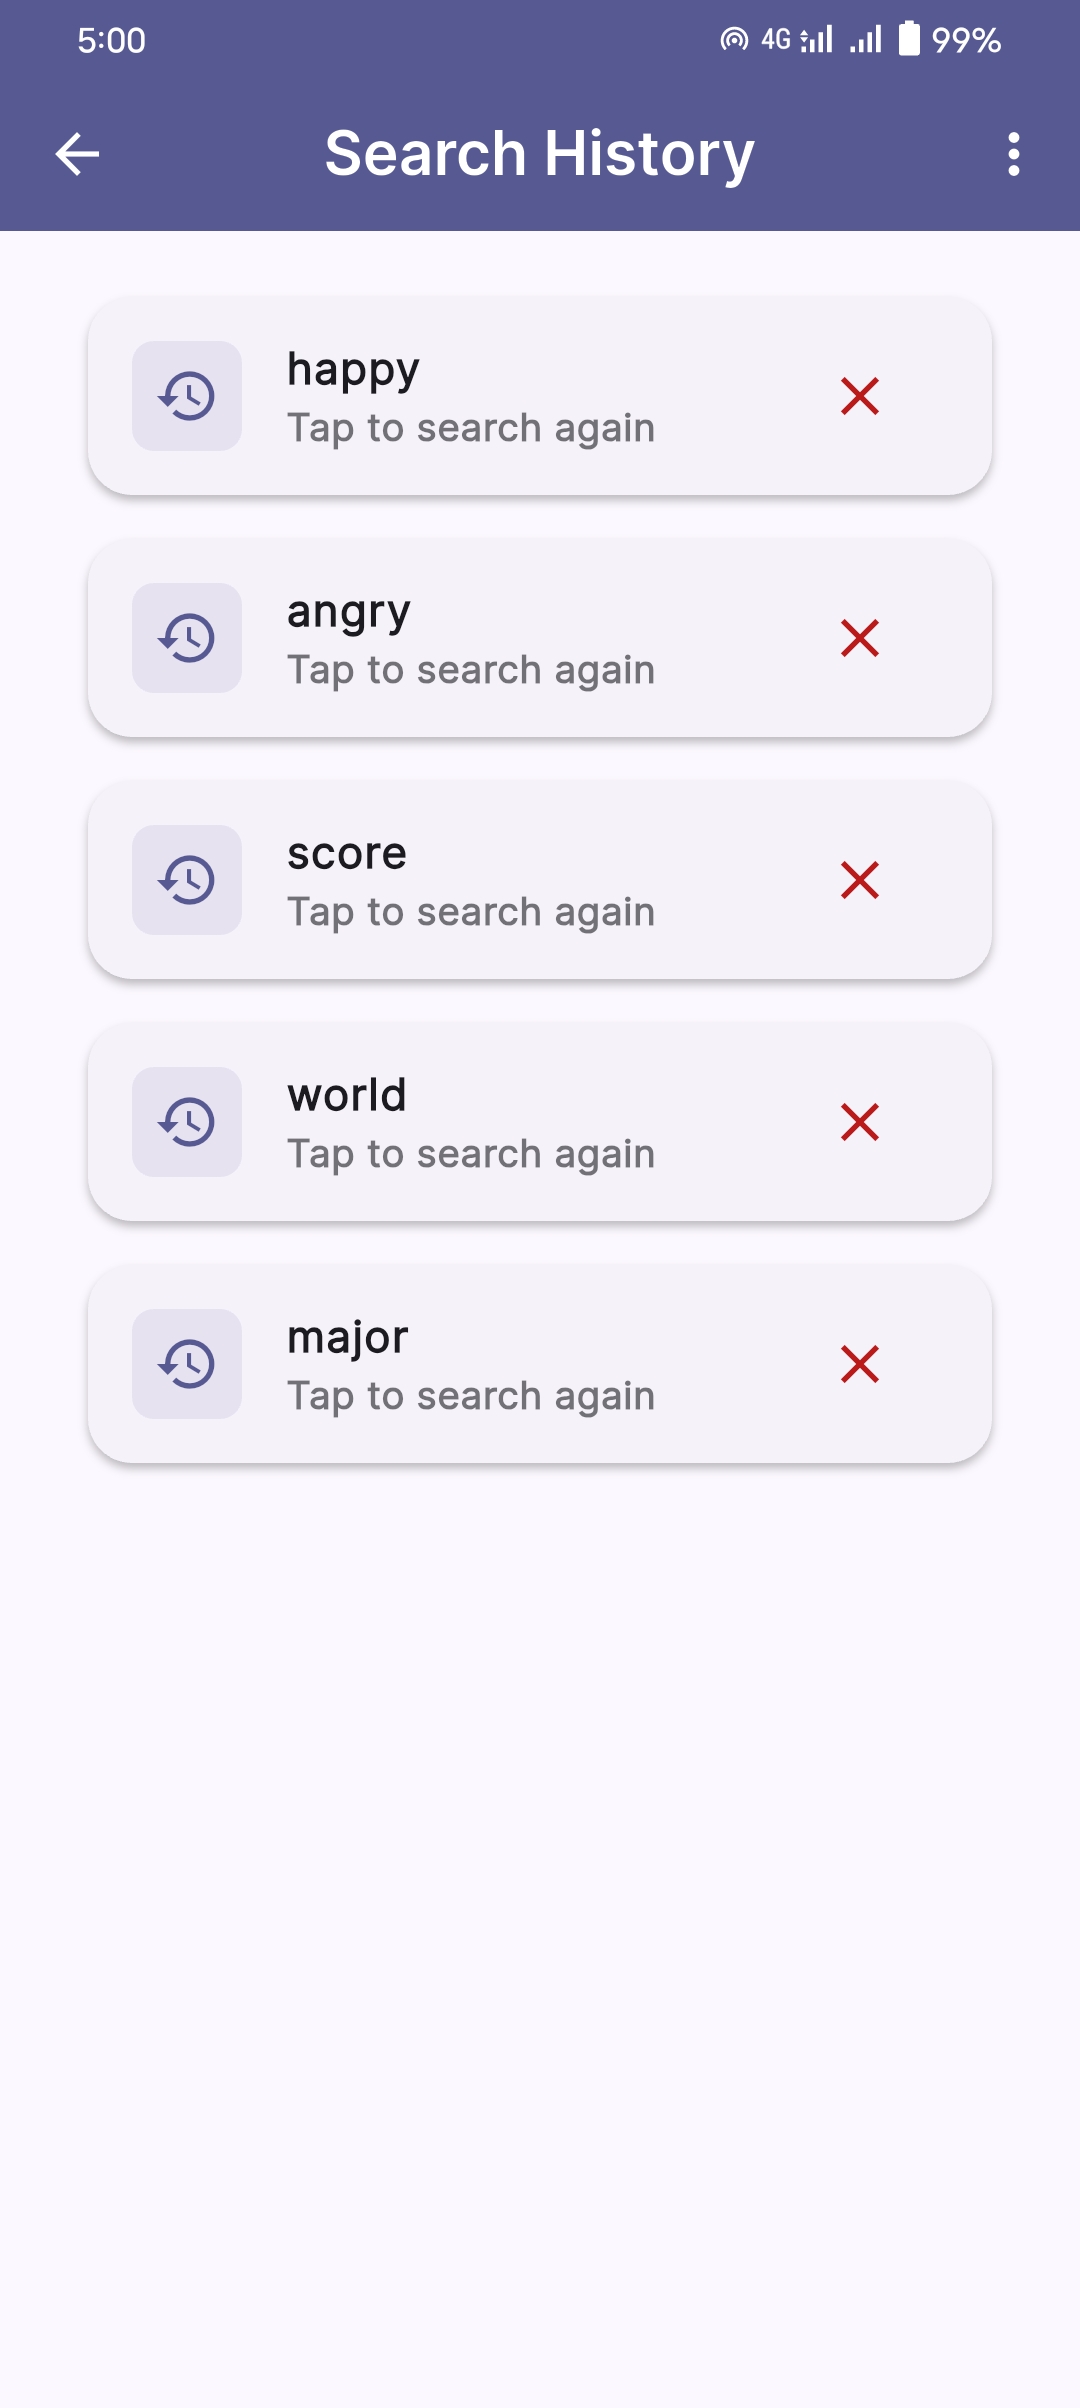 5:00
4G 99%
Search History
happy
Tap to search again
angry
Tap to search again
score
Tap to search again
world
Tap to search again
major
Tap to search again